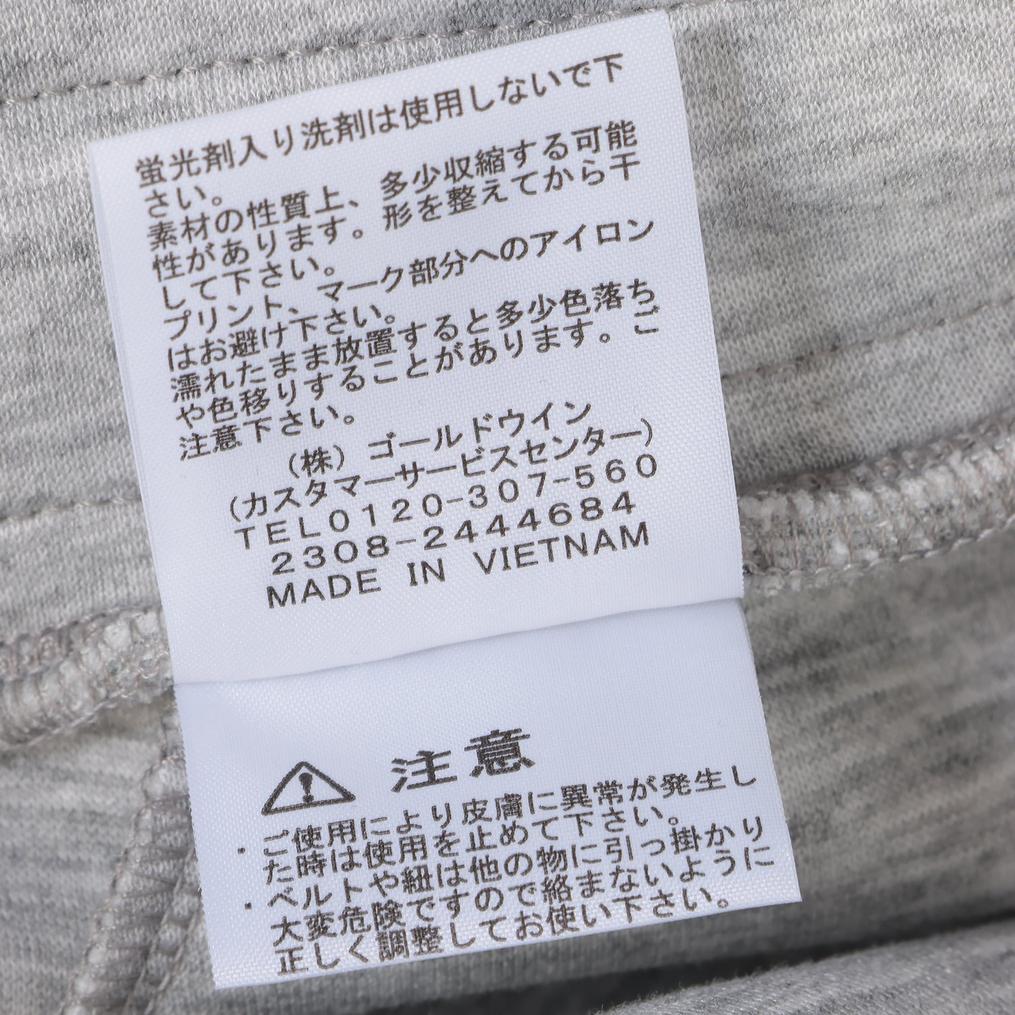 蛍光剤入り洗剤は使用しないで下
さい。
素材の性質上、多少収縮する可能
性があります。形を整えてから干
して下さい。
プリント、マーク部分へのアイロン
はお避け下さい。
濡れたまま放置すると多少色落ち
や色移りすることがあります。ご
注意下さい。
(株)ゴールドウイン
(カスタマーサービスセンター)
TEL0120-307-560
2308-2444684
MADE IN VIETNAM
注意
・ご使用により皮膚に異常が発生し
た時は使用を止めて下さい。
・ベルトや紐は他の物に引っ掛かり
大変危険ですので絡まないように
正しく調整してお使い下さい。